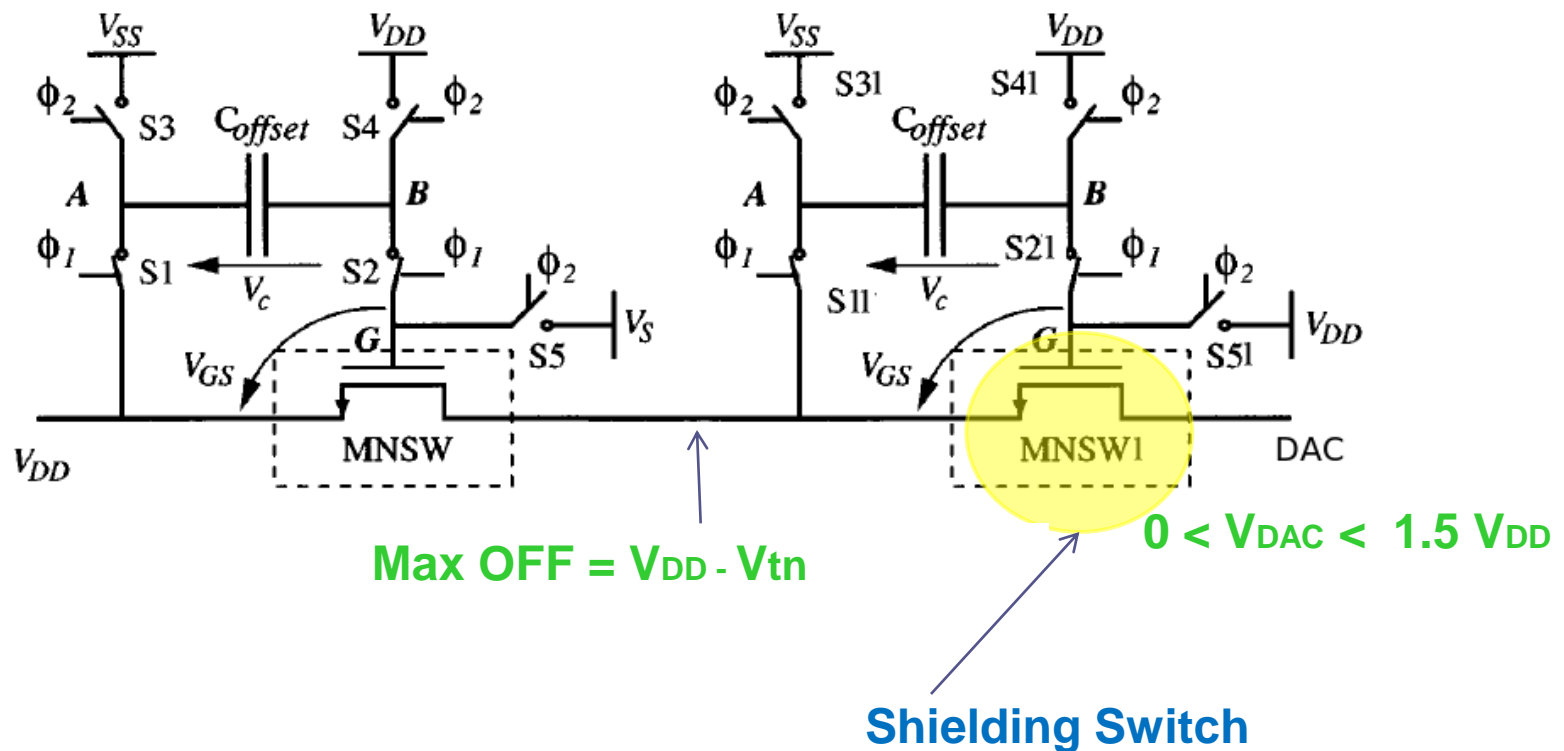 VSS VDD VSS VDD
ϕ2 S3 Coffset S4 ϕ2 ϕ2 S31 Coffset S41 ϕ2
A B A B
ϕ1 S1 Vc S2 ϕ1 ϕ2 ϕ1 S11 Vc S21 ϕ1 ϕ2
VGS G S5 VS VGS G S51 VDD
VDD MNSW MNSW1 DAC
Max OFF = VDD - Vtn
0 < VDAC < 1.5 VDD
Shielding Switch